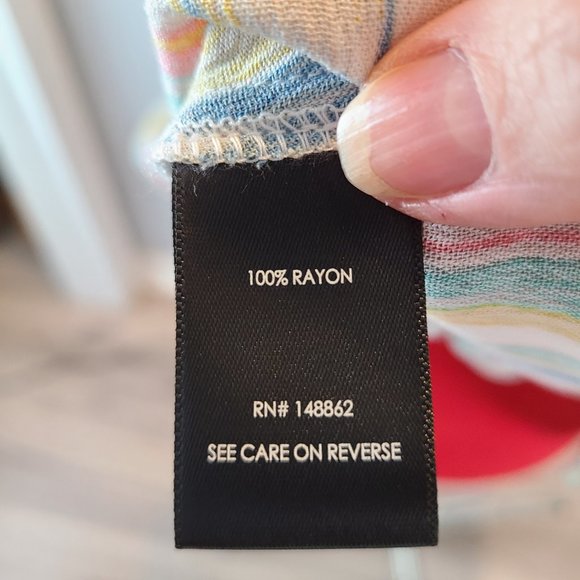 100% RAYON
RN# 148862
SEE CARE ON REVERSE